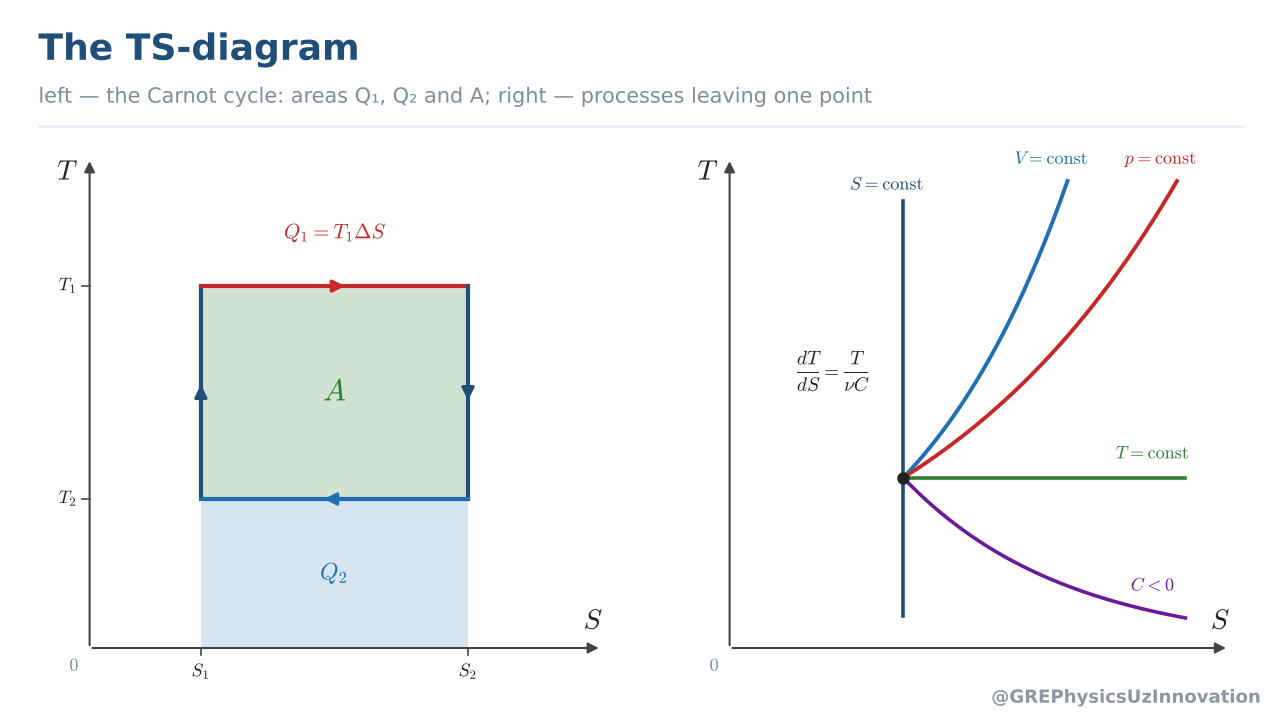 The TS-diagram
left — the Carnot cycle: areas Q₁, Q₂ and A; right — processes leaving one point
T
Q₁ = T₁ΔS
T₁
A
T₂
Q₂
S
0
S₁
S₂
T
S = const
V = const
p = const
dT/dS = T/νC
T = const
C < 0
S
0
@GREPhysicsUzInnovation